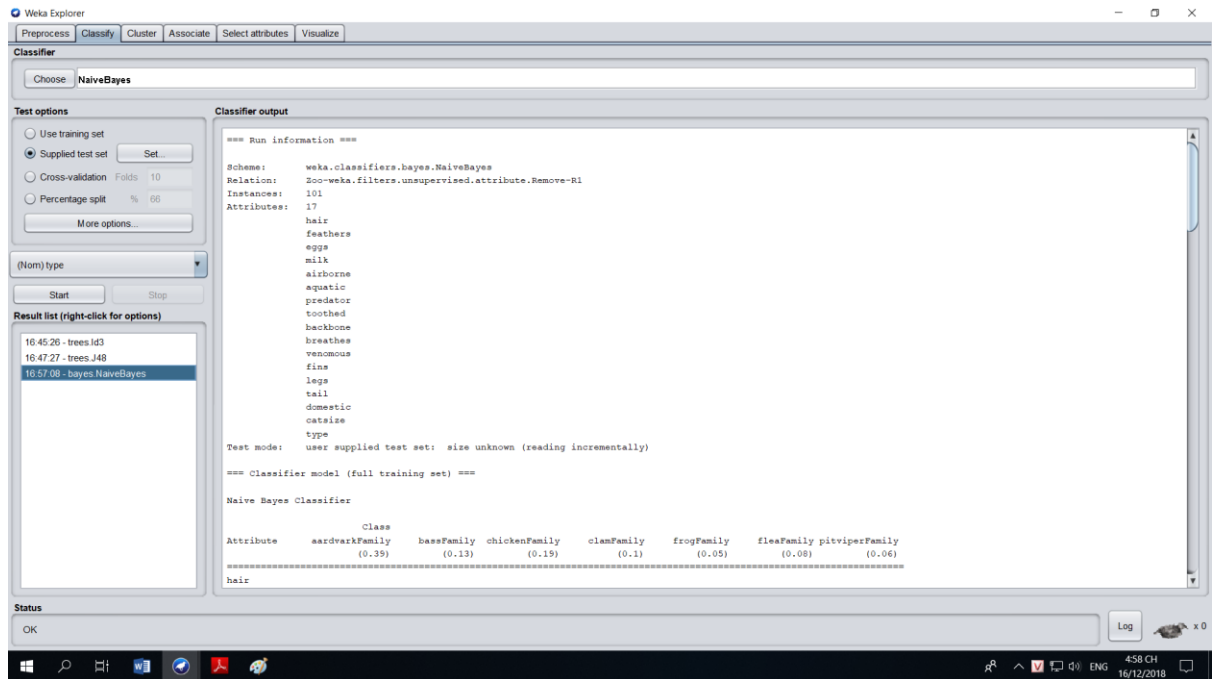 Weka Explorer
Preprocess Classify Cluster Associate Select attributes Visualize
Classifier
Choose NaiveBayes
Test options
Use training set
Supplied test set Set...
Cross-validation Folds 10
Percentage split % 66
More options...
(Nom) type
Start Stop
Result list (right-click for options)
16:45:26 - trees.Id3
16:47:27 - trees.J48
16:57:08 - bayes.NaiveBayes
Classifier output
=== Run information ===
Scheme: weka.classifiers.bayes.NaiveBayes
Relation: Zoo-weka.filters.unsupervised.attribute.Remove-R1
Instances: 101
Attributes: 17
hair
feathers
eggs
milk
airborne
aquatic
predator
toothed
backbone
breathes
venomous
fins
legs
tail
domestic
catsize
type
Test mode: user supplied test set: size unknown (reading incrementally)
=== Classifier model (full training set) ===
Naive Bayes Classifier
Class
Attribute aardvarkFamily bassFamily chickenFamily clamFamily frogFamily fleaFamily pitviperFamily
(0.39) (0.13) (0.19) (0.1) (0.05) (0.08) (0.06)
================================================================================
hair
Status
OK
Log x 0
ENG 4:58 CH
16/12/2018